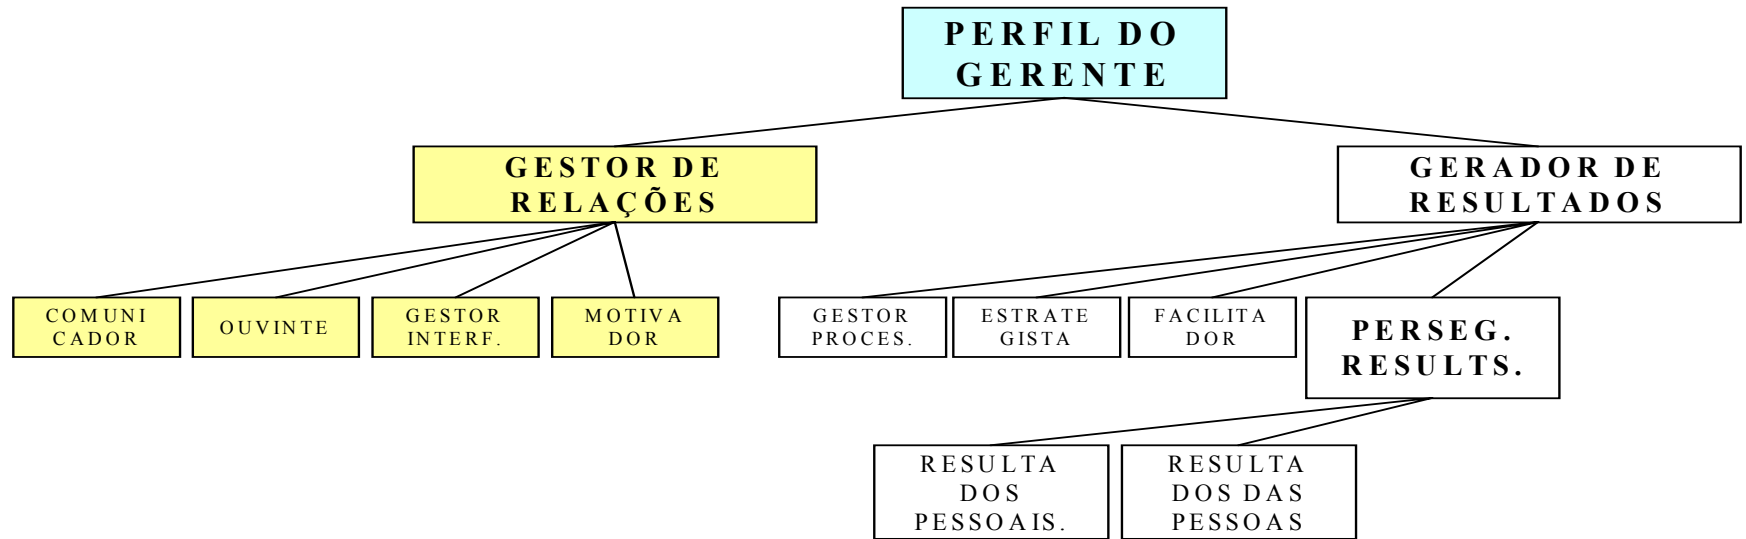 PERFIL DO
GERENTE
GESTOR DE
RELAÇÕES
GERADOR DE
RESULTADOS
COMUNI
CADOR
OUVINTE
GESTOR
INTERF.
MOTIVA
DOR
GESTOR
PROCES.
ESTRATE
GISTA
FACILITA
DOR
PERSEG.
RESULTS.
RESULTA
DOS
PESSOAIS.
RESULTA
DOS DAS
PESSOAS